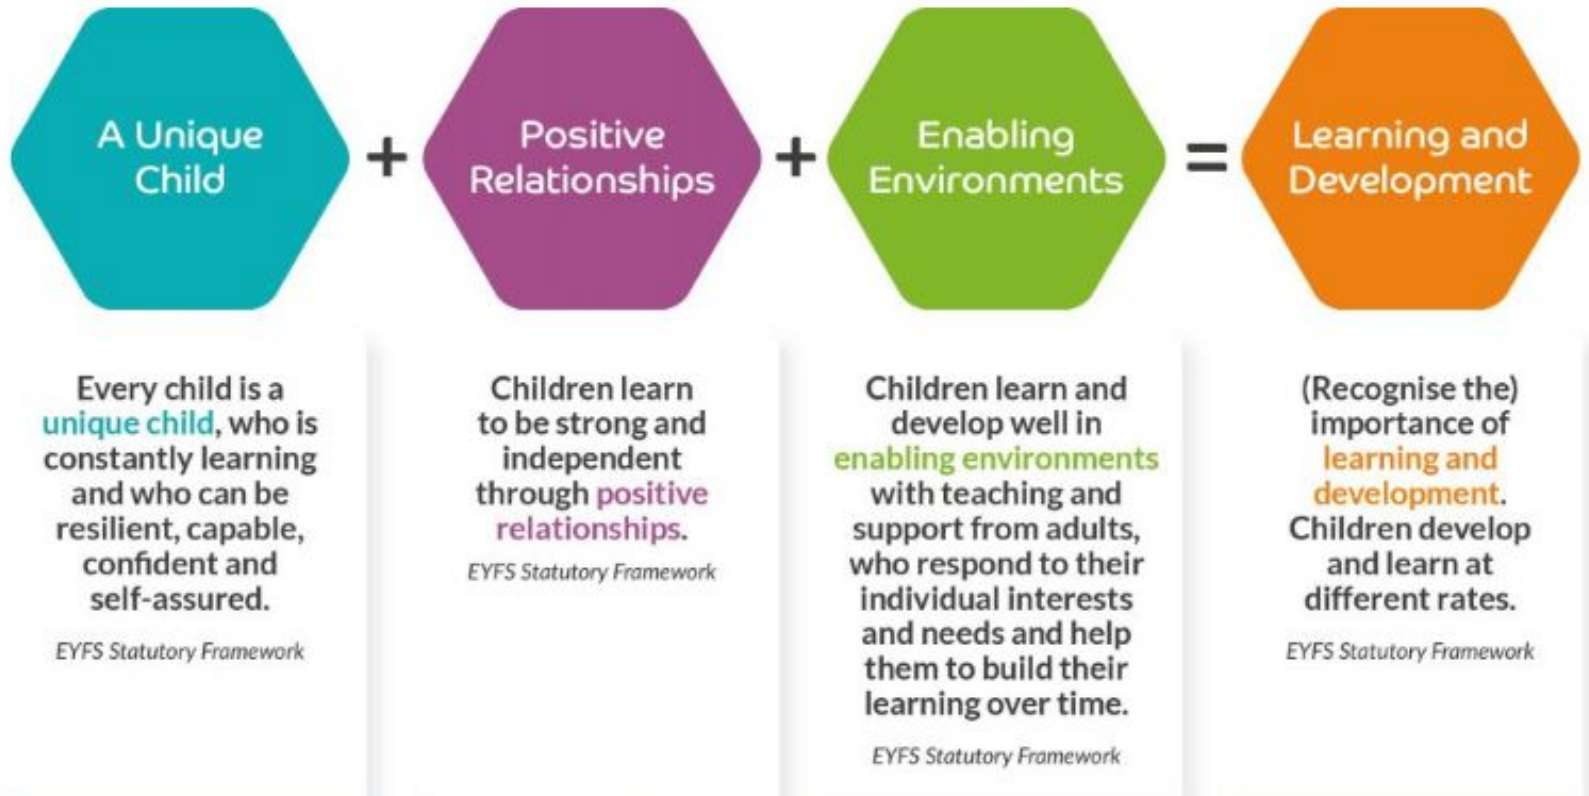 A Unique
Child
+
Positive
Relationships
+
Enabling
Environments
=
Learning and
Development
Every child is a
unique child, who is
constantly learning
and who can be
resilient, capable,
confident and
self-assured.
EYFS Statutory Framework
Children learn
to be strong and
independent
through positive
relationships.
EYFS Statutory Framework
Children learn and
develop well in
enabling environments
with teaching and
support from adults,
who respond to their
individual interests
and needs and help
them to build their
learning over time.
EYFS Statutory Framework
(Recognise the)
importance of
learning and
development.
Children develop
and learn at
different rates.
EYFS Statutory Framework